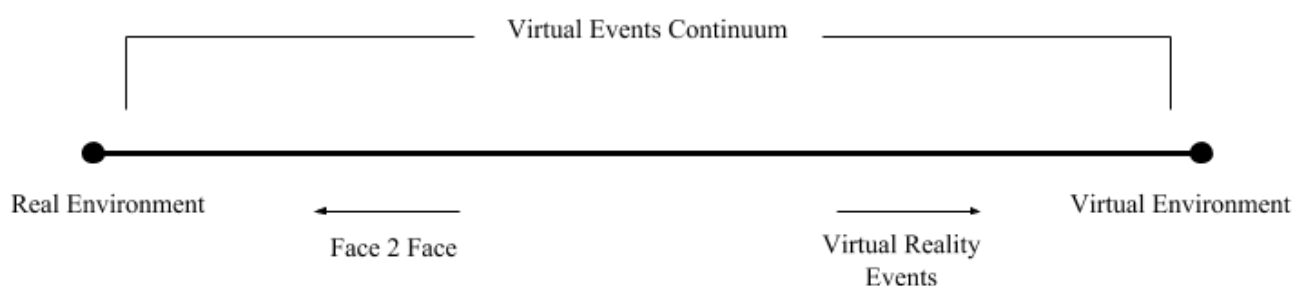 Virtual Events Continuum
Real Environment
Virtual Environment
Face 2 Face
Virtual Reality
Events